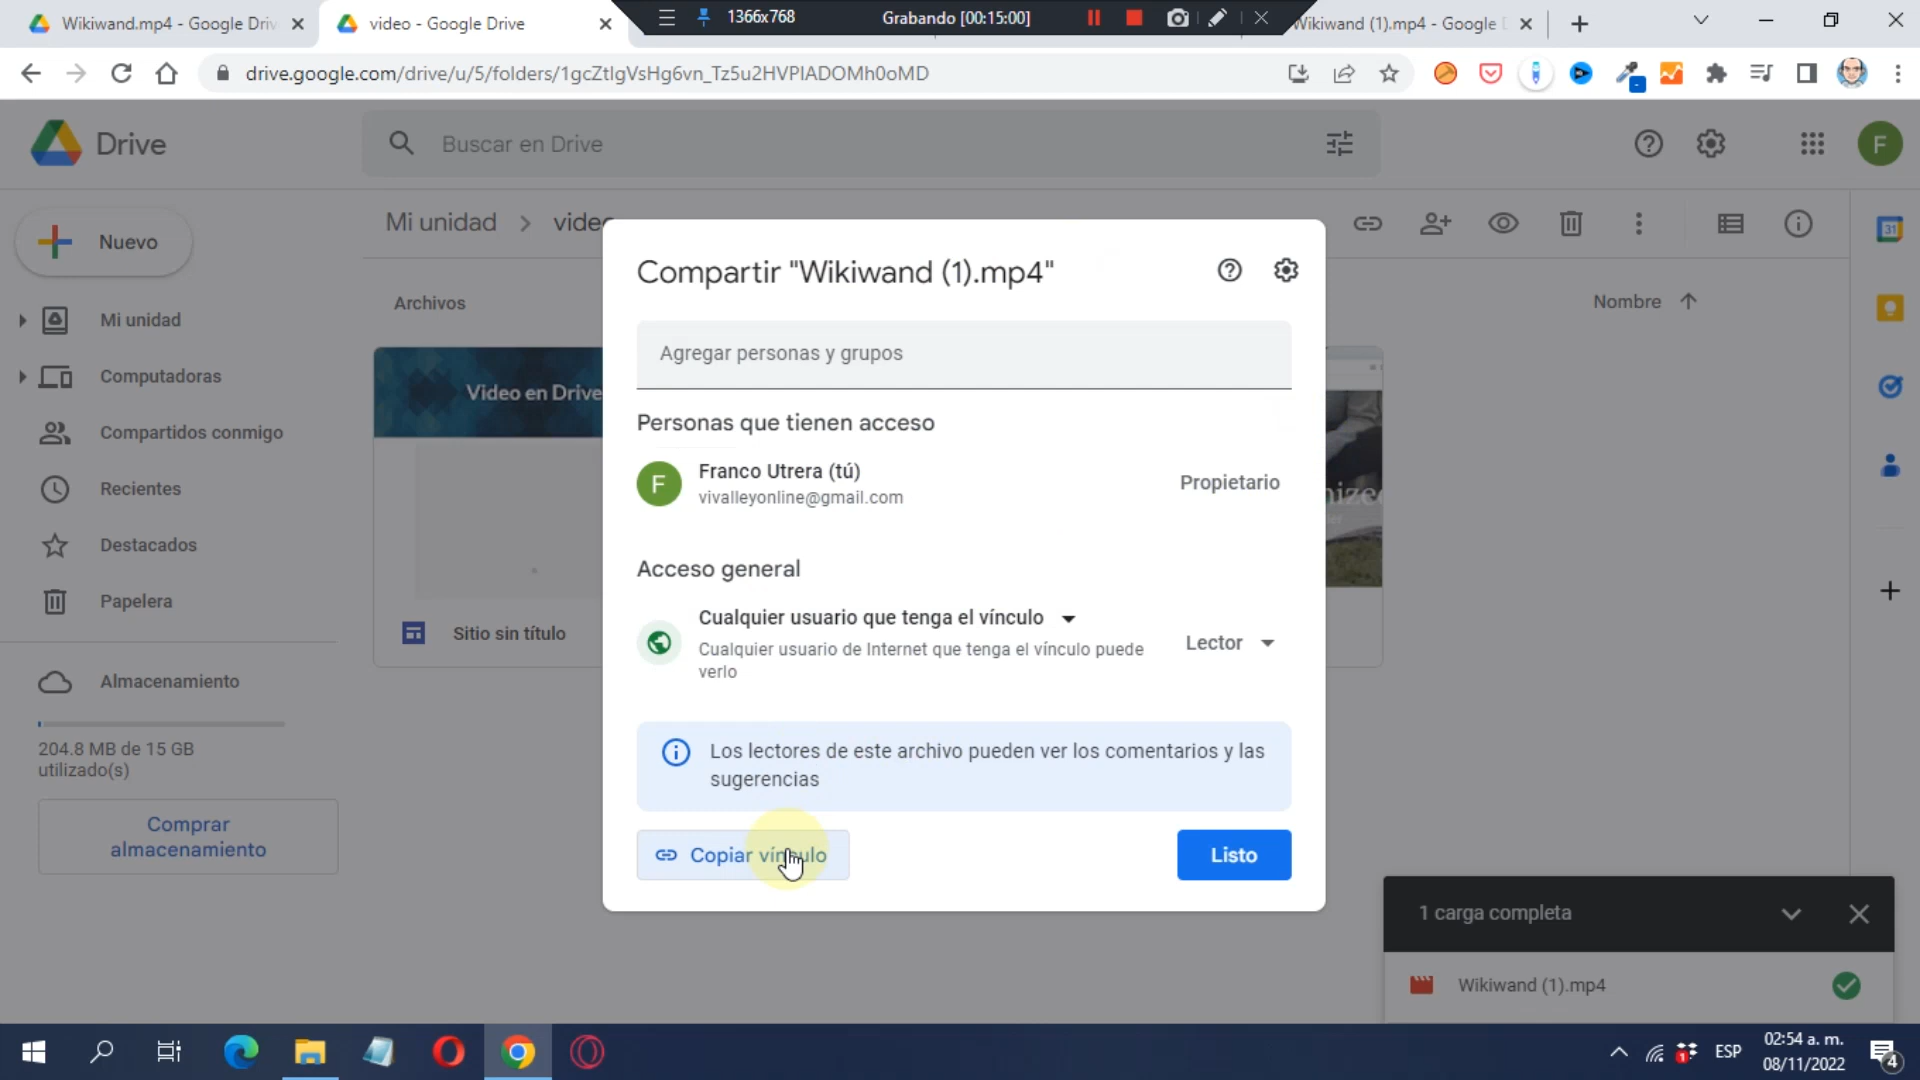 Wikiwand.mp4 - Google Driv
video - Google Drive
1366x768
Grabando [00:15:00]
Wikiwand (1).mp4 - Google D
drive.google.com/drive/u/5/folders/1gcZtIgVsHg6vn_Tz5u2HVPIADOMh0oMD
Drive
Buscar en Drive
F
Nuevo
Mi unidad > video
31
Compartir "Wikiwand (1).mp4"
Archivos
Nombre
Mi unidad
Agregar personas y grupos
Computadoras
Video en Drive
Personas que tienen acceso
Compartidos conmigo
Franco Utrera (tú)
F
Propietario
vivalleyonline@gmail.com
Recientes
Destacados
Acceso general
Papelera
Cualquier usuario que tenga el vínculo
Sitio sin título
Lector
Cualquier usuario de Internet que tenga el vínculo puede
verlo
Almacenamiento
204.8 MB de 15 GB
utilizado(s)
Los lectores de este archivo pueden ver los comentarios y las
sugerencias
Comprar
almacenamiento
Copiar vínculo
Listo
1 carga completa
Wikiwand (1).mp4
1
ESP
02:54 a. m.
08/11/2022
4